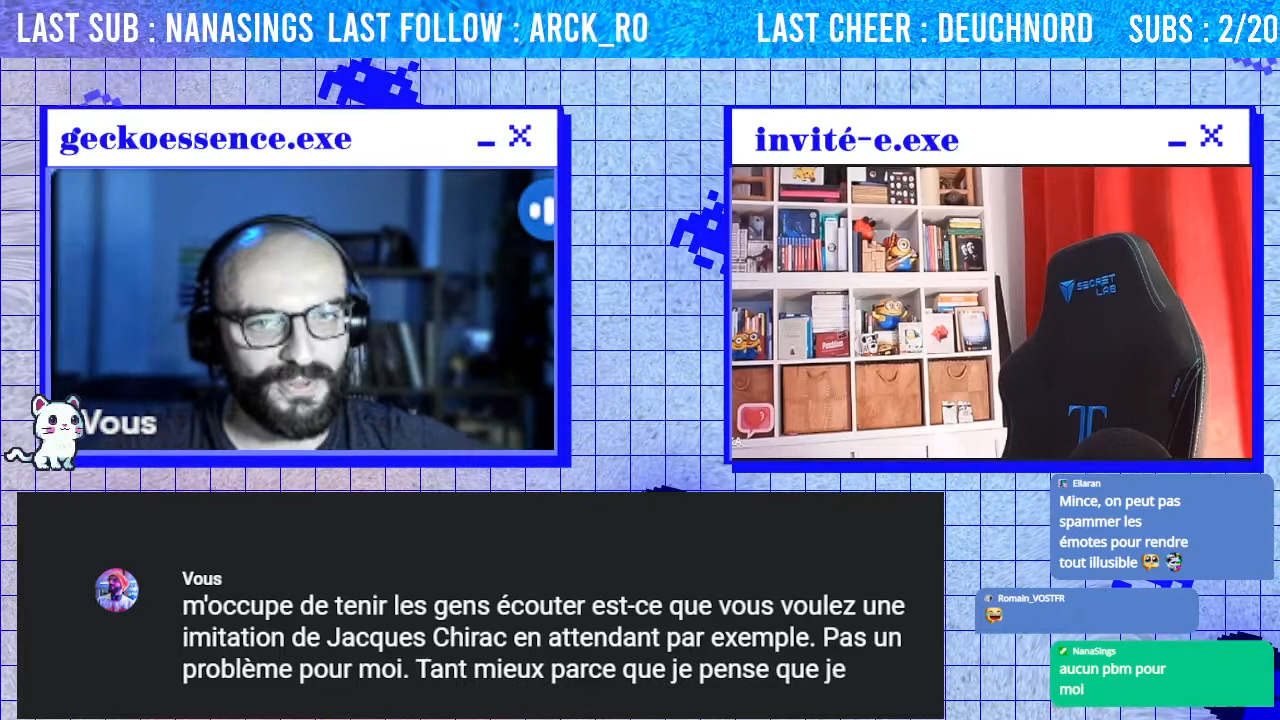 LAST SUB : NANASINGS LAST FOLLOW : ARCK_RO LAST CHEER : DEUCHNORD SUBS : 2/20
geckoessence.exe
invité-e.exe
SECRET
LAB
Vous
Ellaran
Mince, on peut pas
spammer les
émotes pour rendre
tout illusible
Vous
m'occupe de tenir les gens écouter est-ce que vous voulez une
imitation de Jacques Chirac en attendant par exemple. Pas un
problème pour moi. Tant mieux parce que je pense que je
Romain_VOSTFR
NanaSings
aucun pbm pour
moi